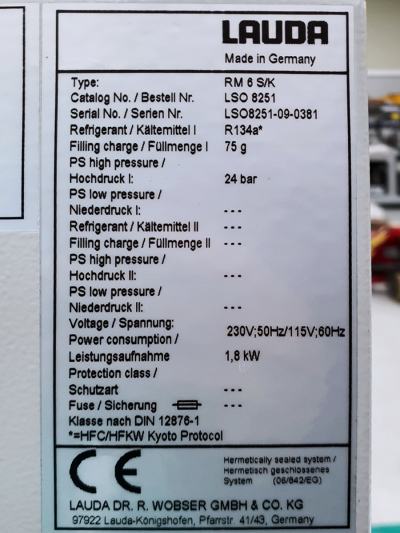 LAUDA
Made in Germany
Type: RM 6 S/K
Catalog No. / Bestell Nr. LSO 8251
Serial No. / Serien Nr. LSO8251-09-0381
Refrigerant / Kältemittel I R134a*
Filling charge / Füllmenge I 75 g
PS high pressure /
Hochdruck I: 24 bar
PS low pressure /
Niederdruck I: ---
Refrigerant / Kältemittel II ---
Filling charge / Füllmenge II ---
PS high pressure /
Hochdruck II: ---
PS low pressure /
Niederdruck II: ---
Voltage / Spannung: 230V;50Hz/115V;60Hz
Power consumption /
Leistungsaufnahme 1,8 kW
Protection class /
Schutzart ---
Fuse / Sicherung ---
Klasse nach DIN 12876-1
*=HFC/HFKW Kyoto Protocol
CE
Hermetically sealed system /
Hermetisch geschlossenes
System (06/842/EG)
LAUDA DR. R. WOBSER GMBH & CO. KG
97922 Lauda-Königshofen, Pfarrstr. 41/43, Germany